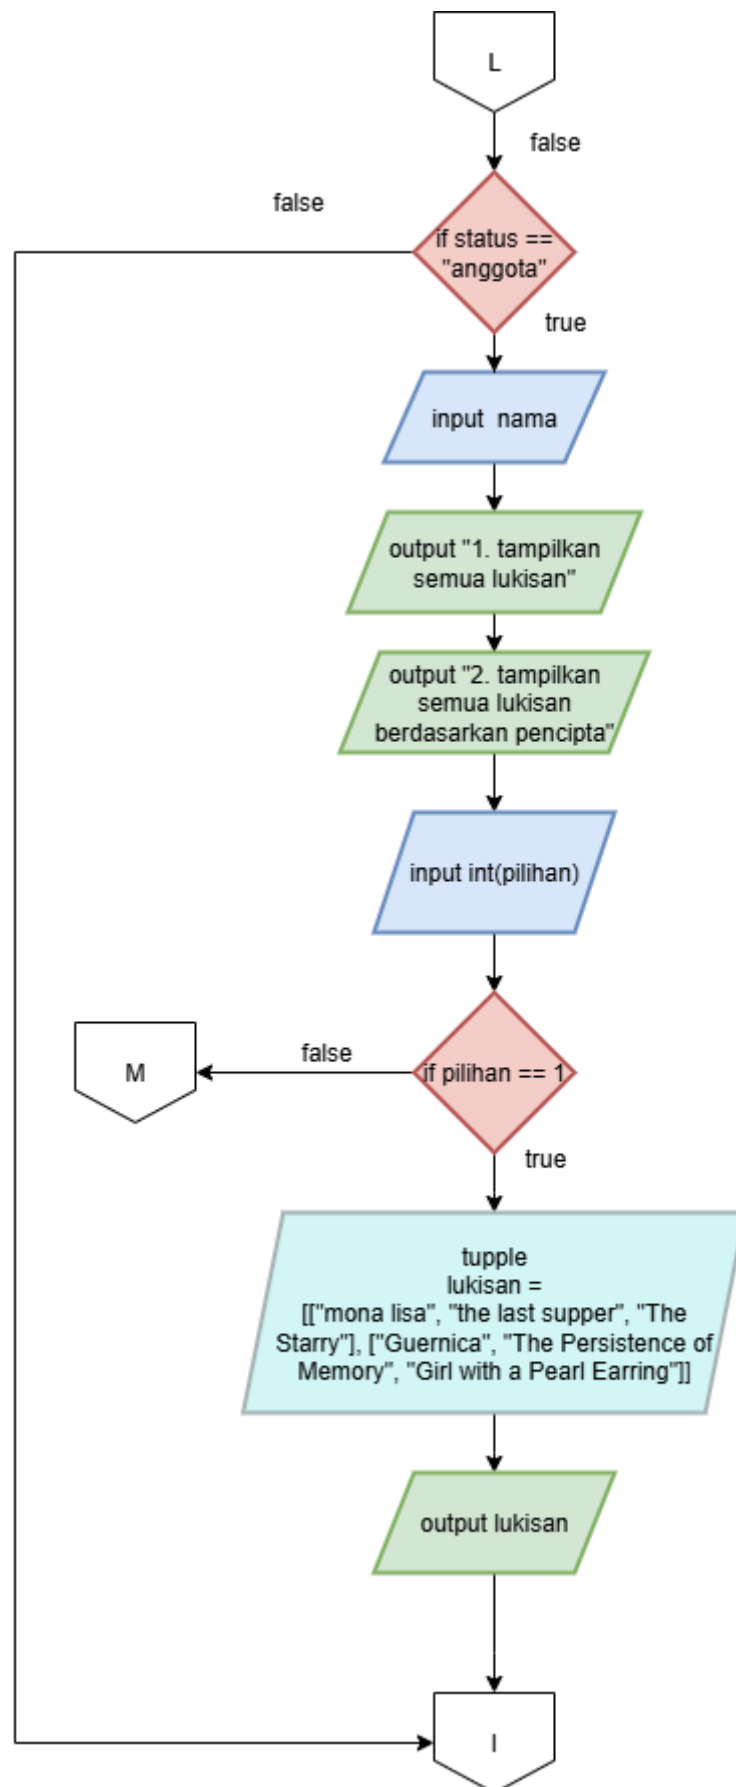 L
false
false
if status ==
"anggota"
true
input  nama
output "1. tampilkan
semua lukisan"
output "2. tampilkan
semua lukisan
berdasarkan pencipta"
input int(pilihan)
M
false
if pilihan == 1
true
tupple
lukisan =
[["mona lisa", "the last supper", "The
Starry"], ["Guernica", "The Persistence of
Memory", "Girl with a Pearl Earring"]]
output lukisan
I